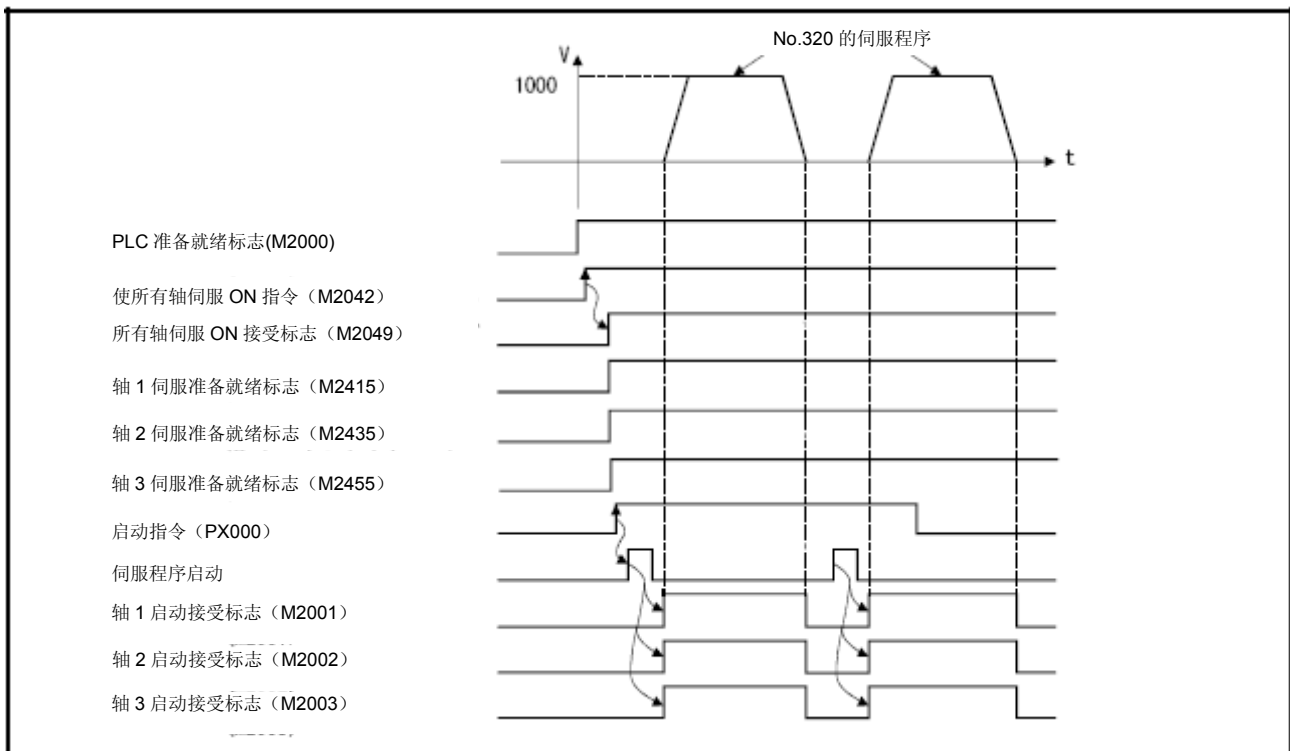 No.320 的伺服程序
V
1000
t
PLC 准备就绪标志(M2000)
使所有轴伺服 ON 指令（M2042）
所有轴伺服 ON 接受标志（M2049）
轴 1 伺服准备就绪标志（M2415）
轴 2 伺服准备就绪标志（M2435）
轴 3 伺服准备就绪标志（M2455）
启动指令（PX000）
伺服程序启动
轴 1 启动接受标志（M2001）
轴 2 启动接受标志（M2002）
轴 3 启动接受标志（M2003）